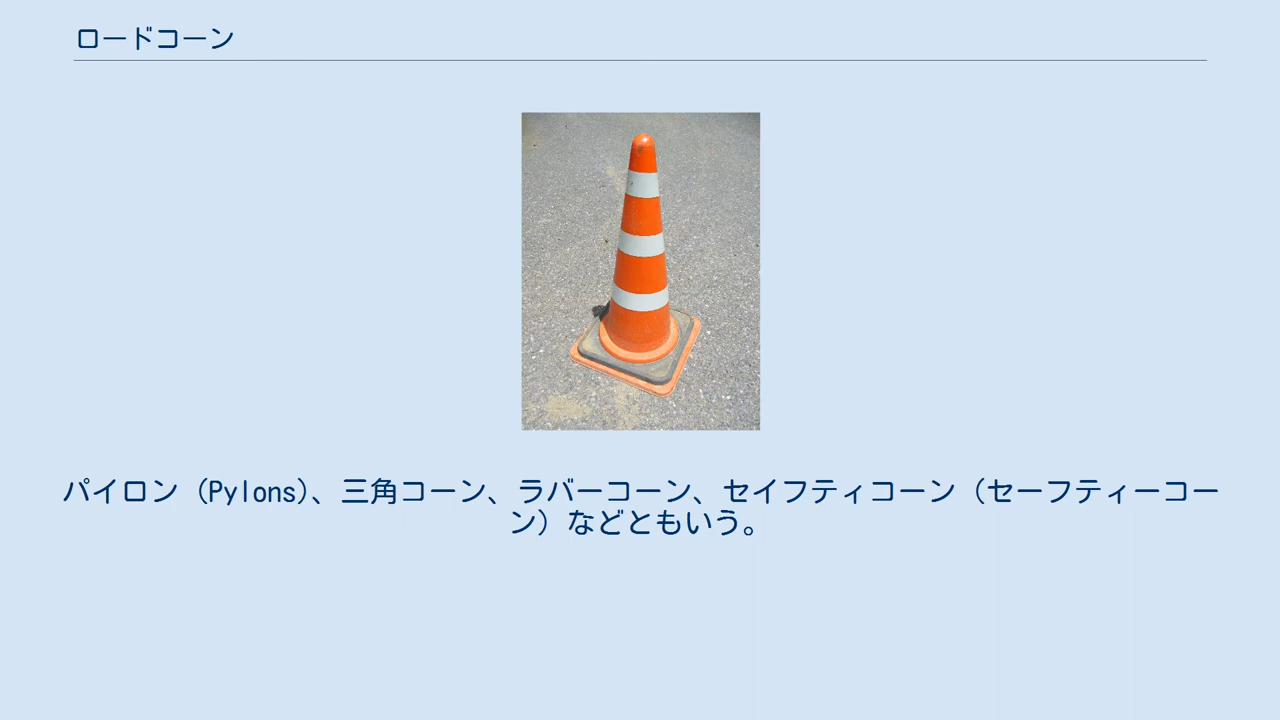 ロードコーン
パイロン（Pylons）、三角コーン、ラバーコーン、セイフティコーン（セーフティーコー
ン）などともいう。